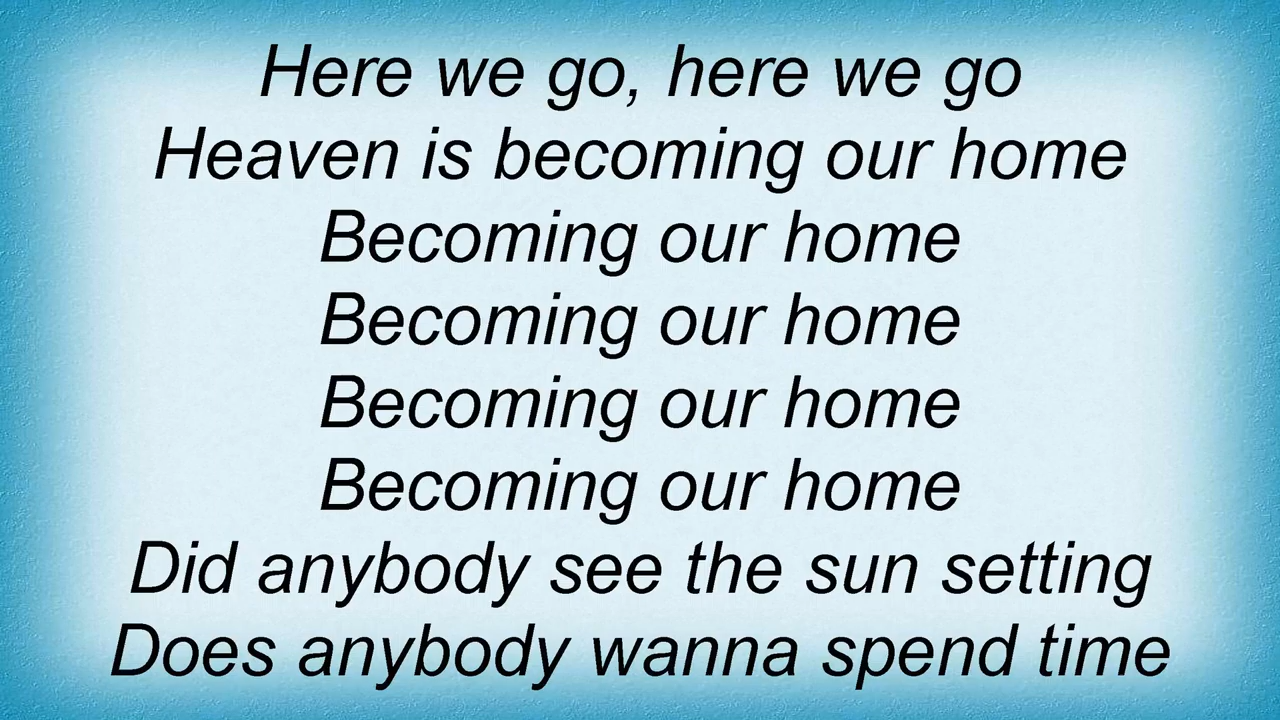 Here we go, here we go
Heaven is becoming our home
Becoming our home
Becoming our home
Becoming our home
Becoming our home
Did anybody see the sun setting
Does anybody wanna spend time